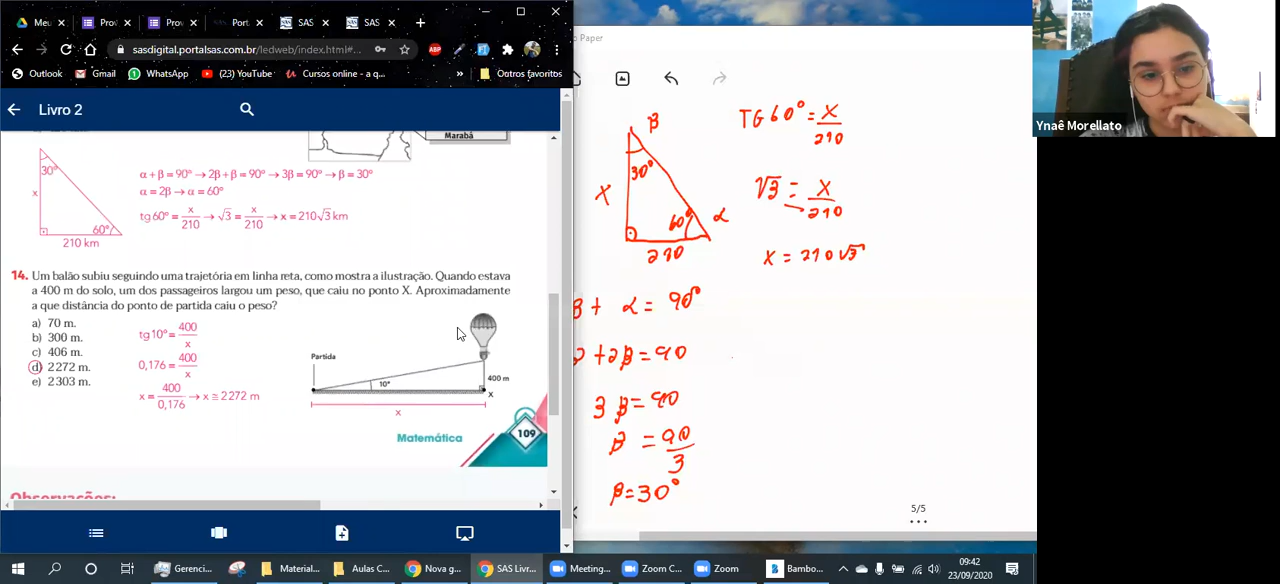 Meu
Prov
Prov
Port
SAS
SAS
sasdigital.portalsas.com.br/ledweb/index.html#...
ABP
Outlook
Gmail
WhatsApp
(23) YouTube
Cursos online - a q...
»
Outros favoritos
Livro 2
Marabá
30°
x
60°
210 km
α + β = 90° → 2β + β = 90° → 3β = 90° → β = 30°
α = 2β → α = 60°
tg 60° = x/210 → √3 = x/210 → x = 210√3 km
14. Um balão subiu seguindo uma trajetória em linha reta, como mostra a ilustração. Quando estava
a 400 m do solo, um dos passageiros largou um peso, que caiu no ponto X. Aproximadamente
a que distância do ponto de partida caiu o peso?
a) 70 m.
b) 300 m.
c) 406 m.
d) 2 272 m.
e) 2 303 m.
tg 10° = 400/x
0,176 = 400/x
x = 400/0,176 → x ≅ 2 272 m
Partida
10°
400 m
X
x
Matemática
109
Observações:
o Paper
β
30°
X
60°
α
210
TG 60° = X/210
√3 = X/210
X = 210√3
β + α = 90°
+ 2β = 90
3β = 90
β = 90/3
β = 30°
5/5
Ynaê Morellato
Gerenci...
Material...
Aulas C...
Nova g...
SAS Livr...
Meeting...
Zoom C...
Zoom
Bambo...
09:42
23/09/2020